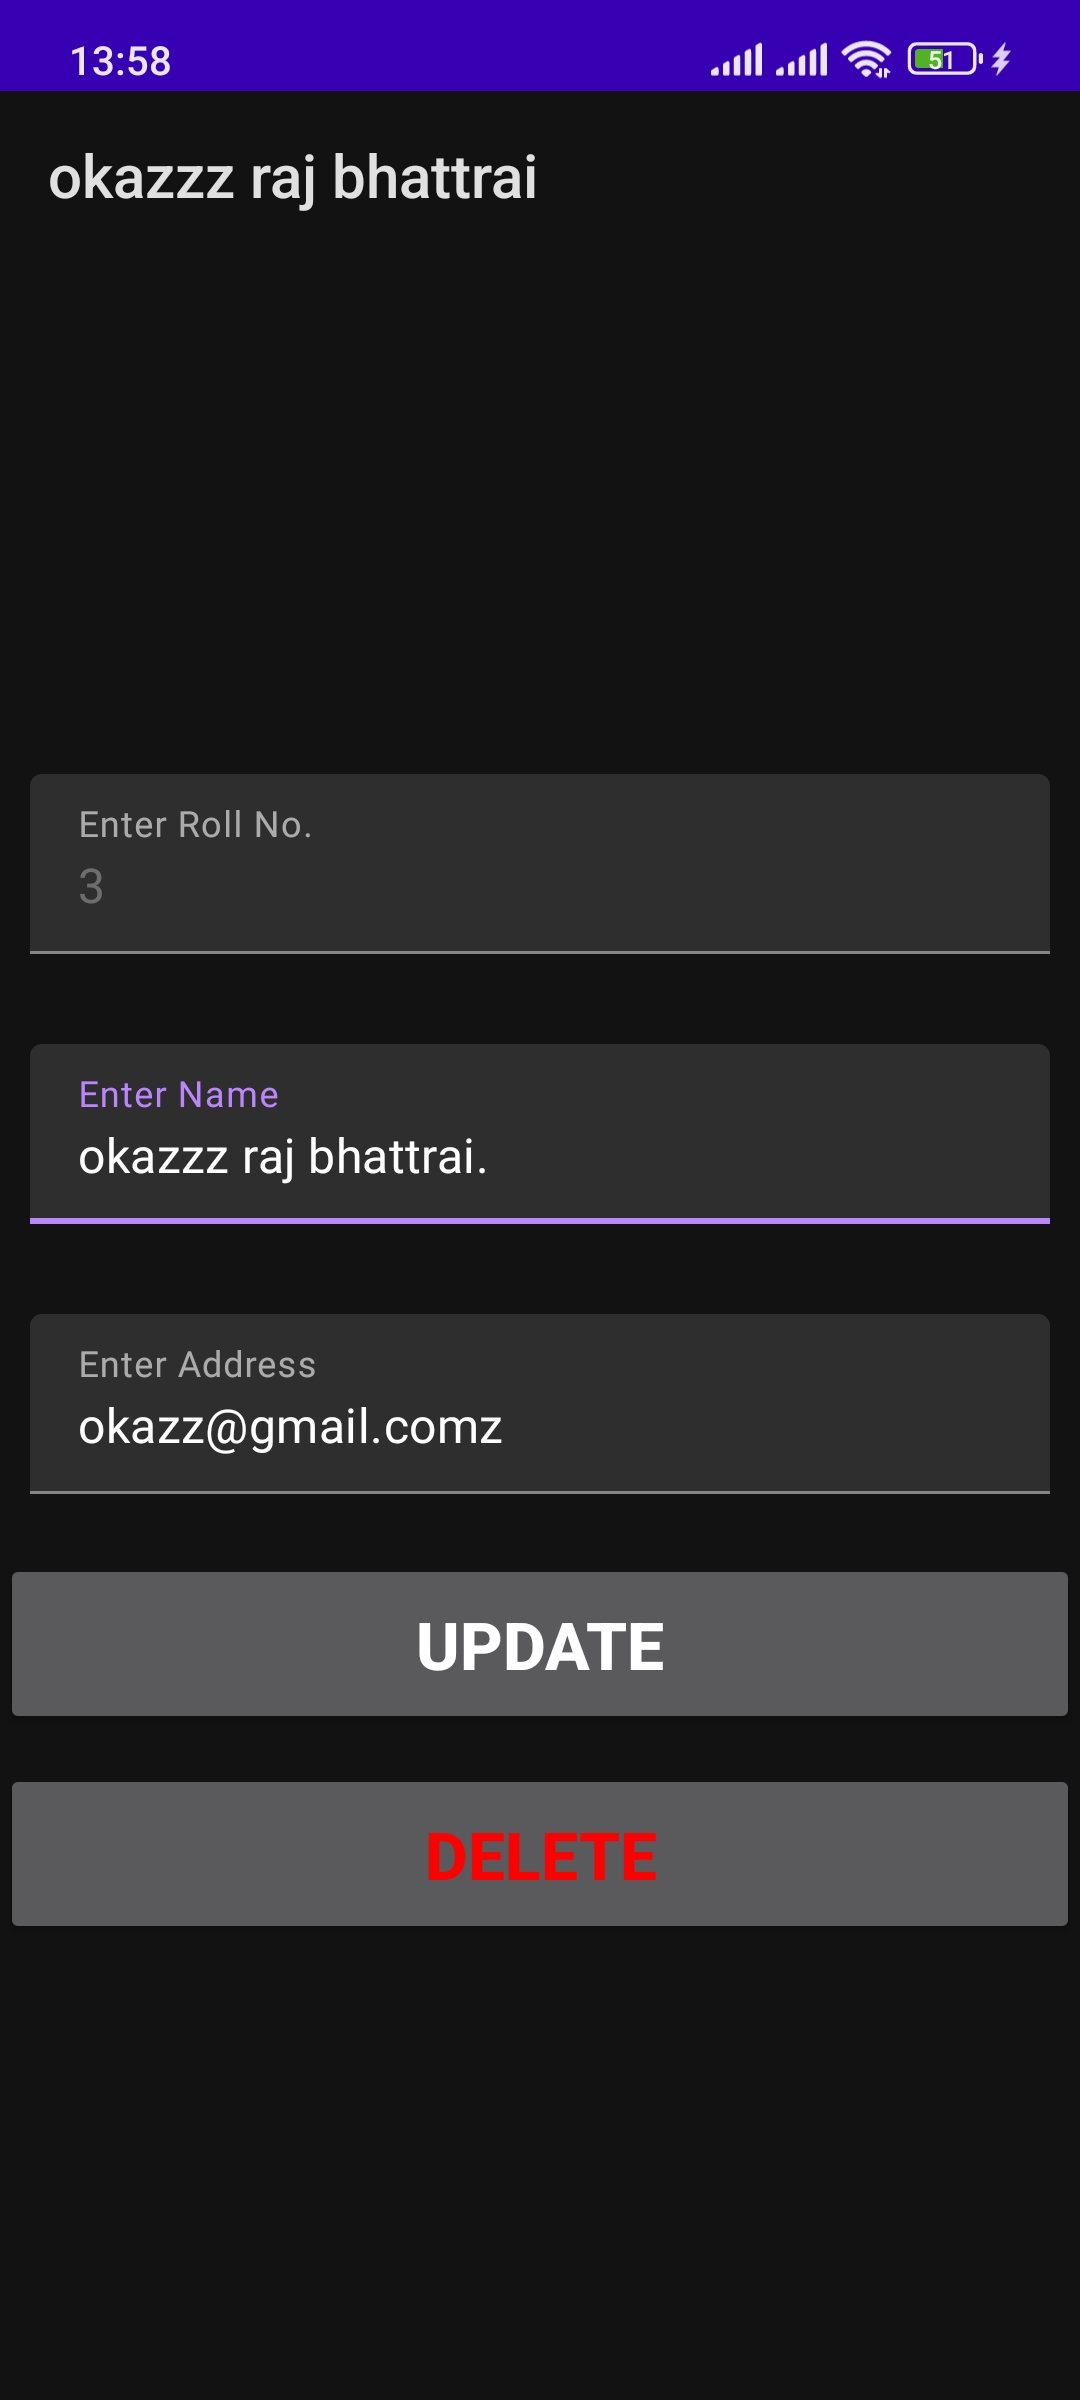 13:58
51
okazzz raj bhattrai
Enter Roll No.
3
Enter Name
okazzz raj bhattrai.
Enter Address
okazz@gmail.comz
UPDATE
DELETE